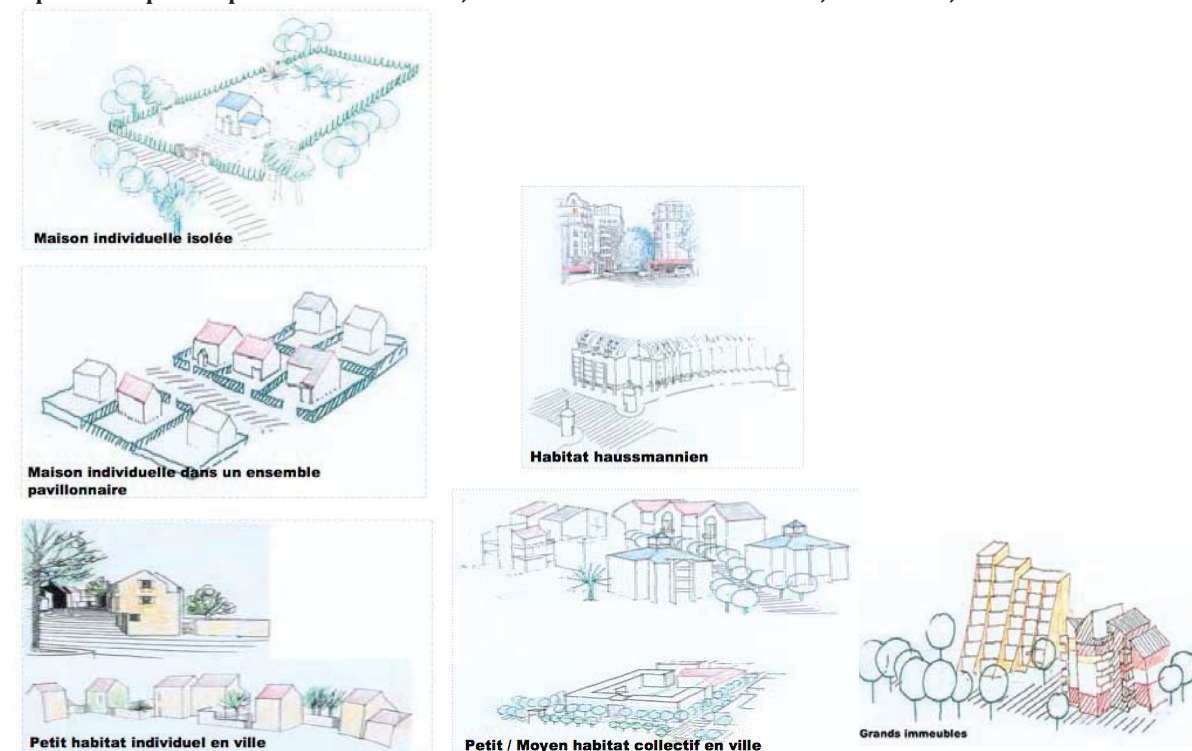 Maison individuelle isolée
Maison individuelle dans un ensemble
pavillonnaire
Petit habitat individuel en ville
Habitat haussmannien
Petit / Moyen habitat collectif en ville
Grands immeubles